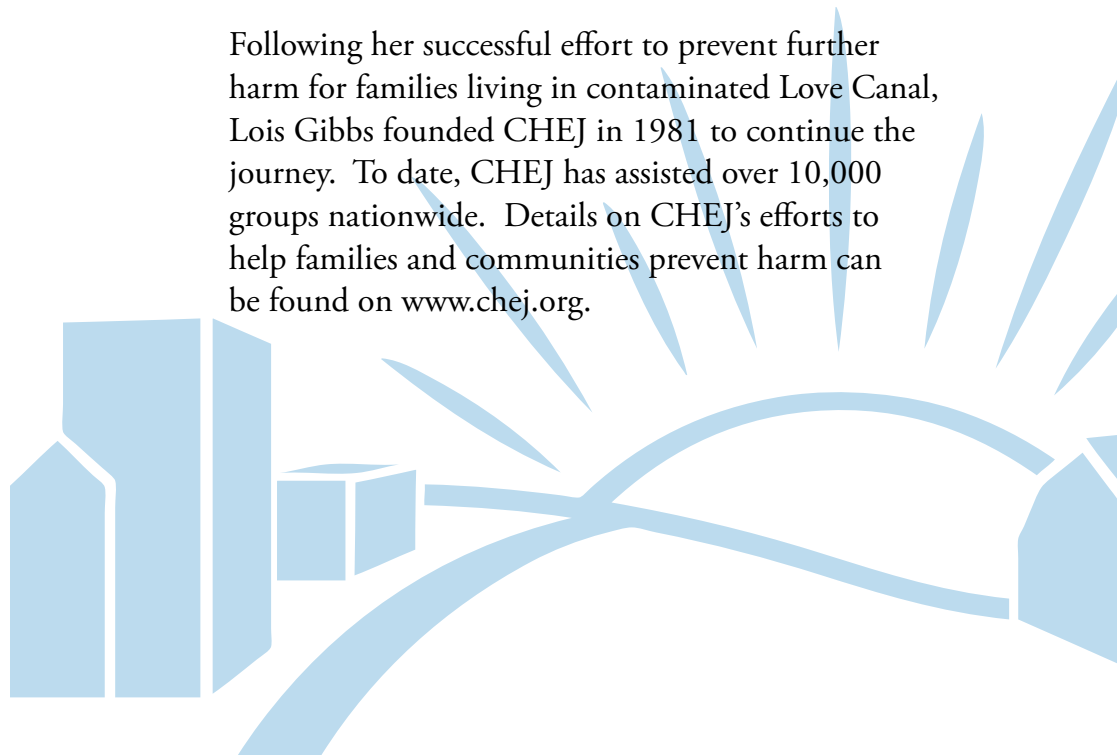 Following her successful effort to prevent further
harm for families living in contaminated Love Canal,
Lois Gibbs founded CHEJ in 1981 to continue the
journey.  To date, CHEJ has assisted over 10,000
groups nationwide.  Details on CHEJ’s efforts to
help families and communities prevent harm can
be found on www.chej.org.